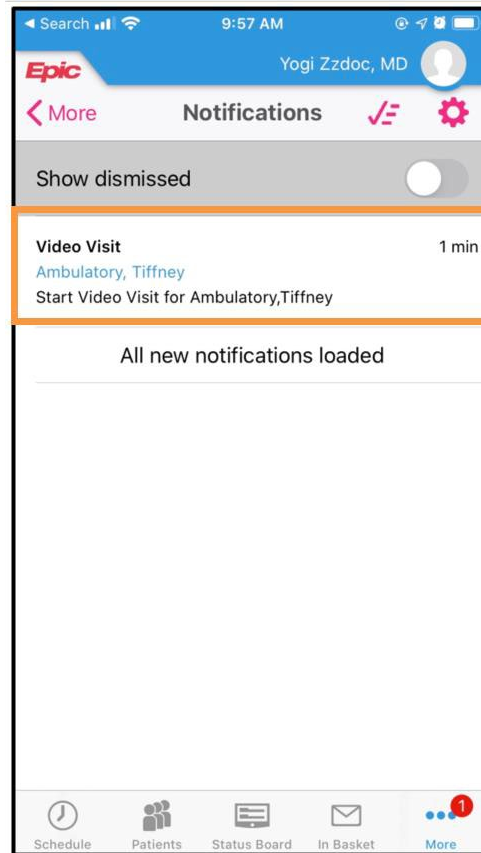 Search 9:57 AM
Epic Yogi Zzdoc, MD
More Notifications
Show dismissed
Video Visit 1 min
Ambulatory, Tiffney
Start Video Visit for Ambulatory,Tiffney
All new notifications loaded
1
Schedule Patients Status Board In Basket More